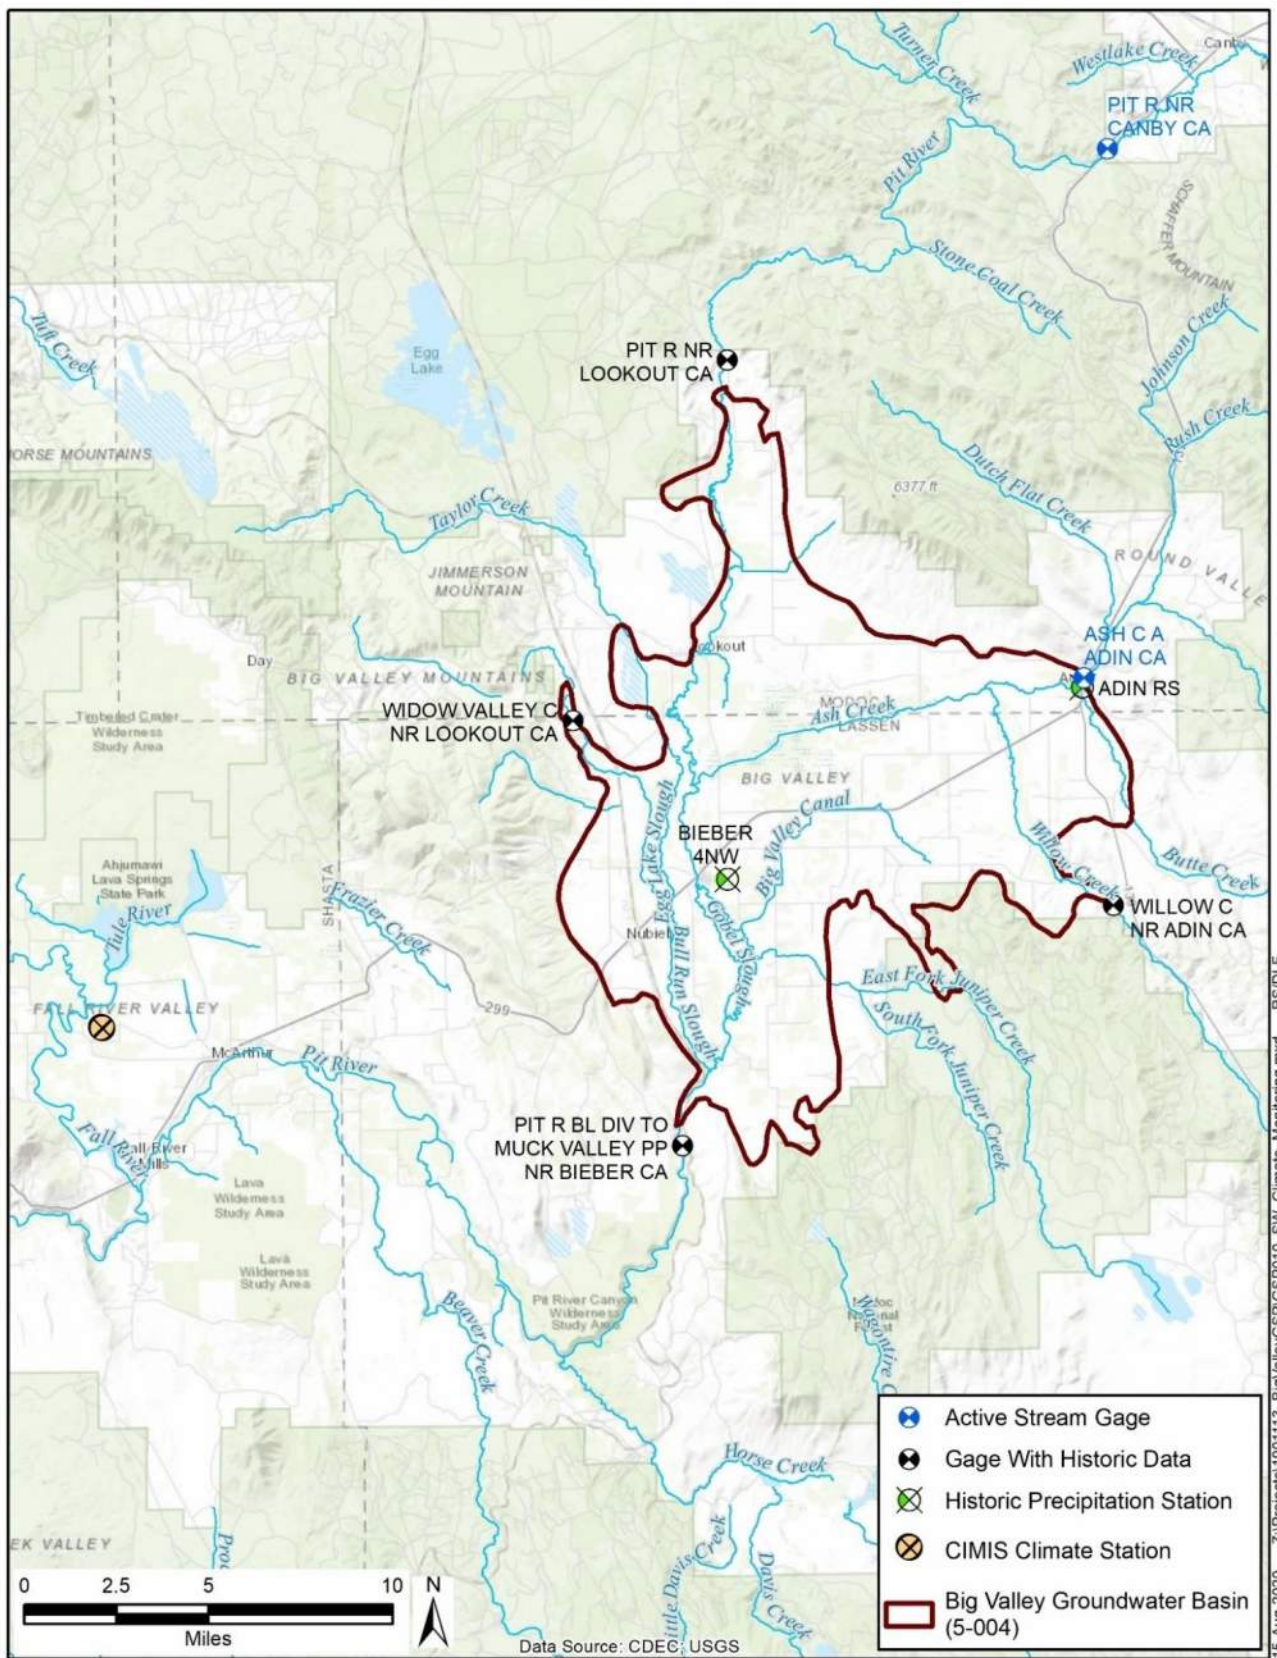 Turner Creek
Canby
Westlake Creek
PIT R NR
CANBY CA
Pit River
SCHAFFER MOUNTAIN
Stone Coal Creek
Tuft Creek
Egg
Lake
PIT R NR
LOOKOUT CA
Johnson Creek
Rush Creek
ORSE MOUNTAINS
6377 ft
Dutch Flat Creek
Taylor Creek
JIMMERSON
MOUNTAIN
ROUND VALLE
ASH C A
ADIN CA
ADIN RS
Day
BIG VALLEY MOUNTAINS
WIDOW VALLEY C
NR LOOKOUT CA
Timbered Crater
Wilderness
Study Area
MODOC
LASSEN
Ash Creek
BIG VALLEY
Egg Lake Slough
BIEBER
4NW
Big Valley Canal
Willow Creek
Butte Creek
Ahjumawi
Lava Springs
State Park
SHASTA
Frazier Creek
Tule River
WILLOW C
NR ADIN CA
Gobel Slough
Bull Run Slough
East Fork Juniper Creek
FALL RIVER VALLEY
299
South Fork Juniper Creek
McArthur
Pit River
PIT R BL DIV TO
MUCK VALLEY PP
NR BIEBER CA
Fall River
Fall River
Mills
Lava
Wilderness
Study Area
Lava
Wilderness
Study Area
Pit River Canyon
Wilderness
Study Area
Beaver Creek
Wagontire C
Horse Creek
EK VALLEY
Little Davis Creek
Davis Creek
Active Stream Gage
Gage With Historic Data
Historic Precipitation Station
CIMIS Climate Station
Big Valley Groundwater Basin
(5-004)
0 2.5 5 10
Miles
N
Data Source: CDEC; USGS